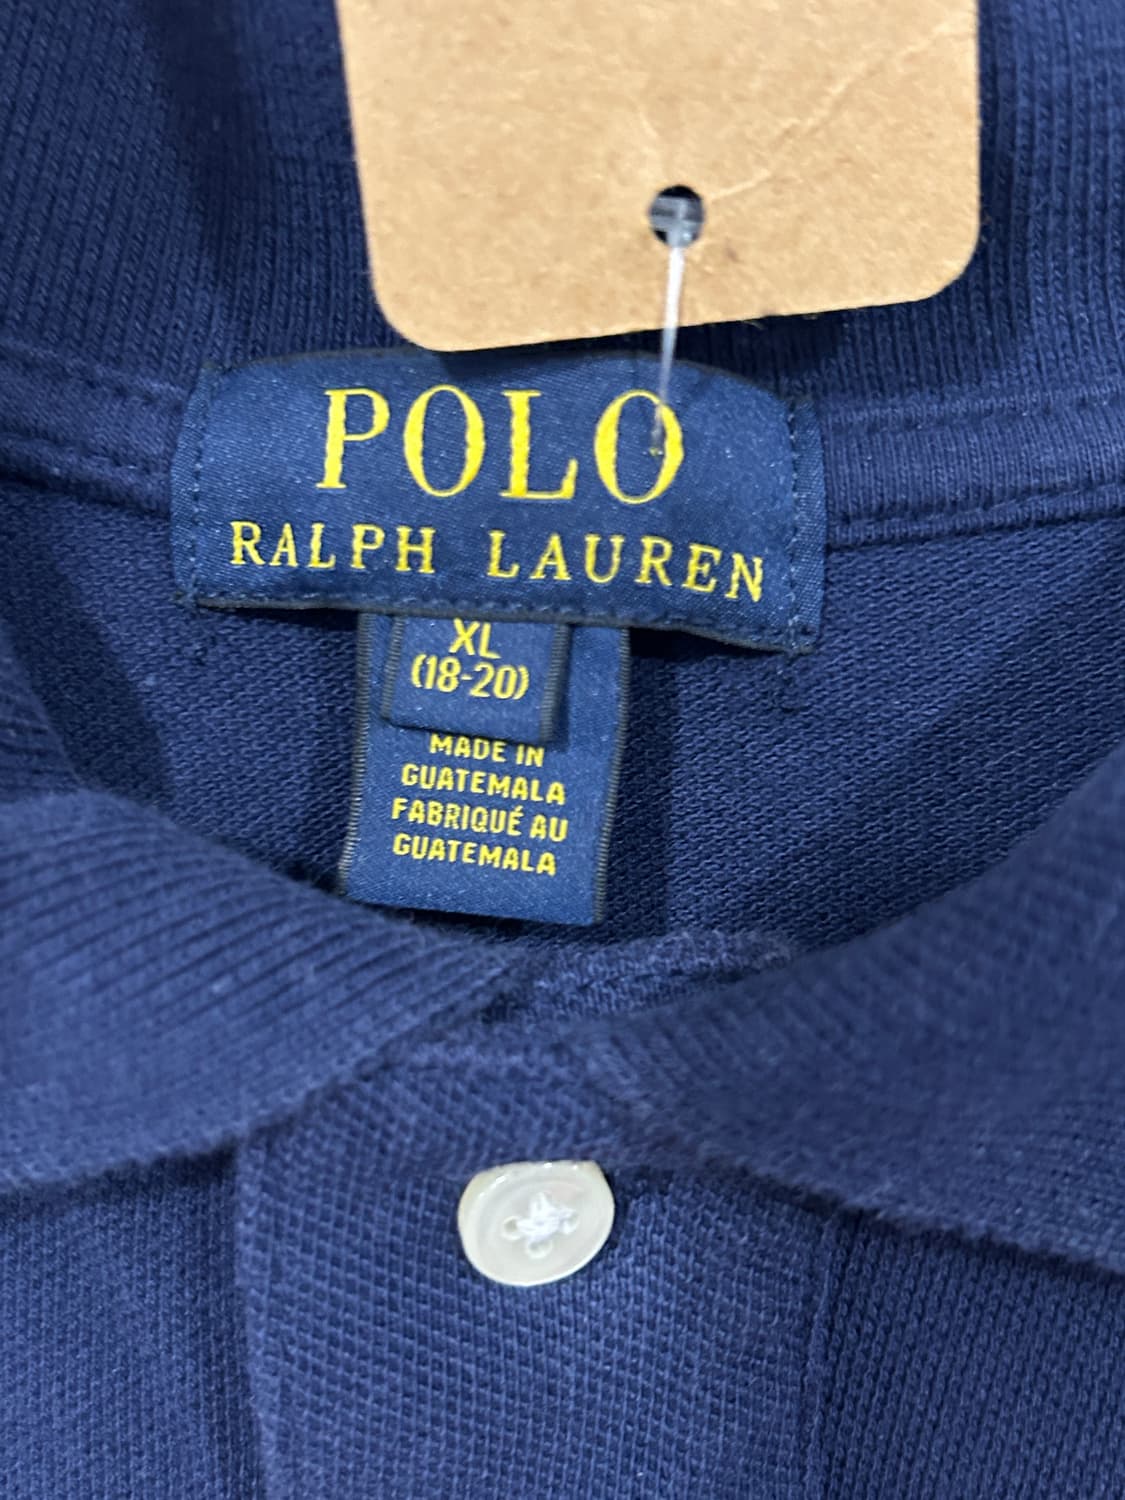 POLO
RALPH LAUREN
XL
(18-20)
MADE IN
GUATEMALA
FABRIQUÉ AU
GUATEMALA